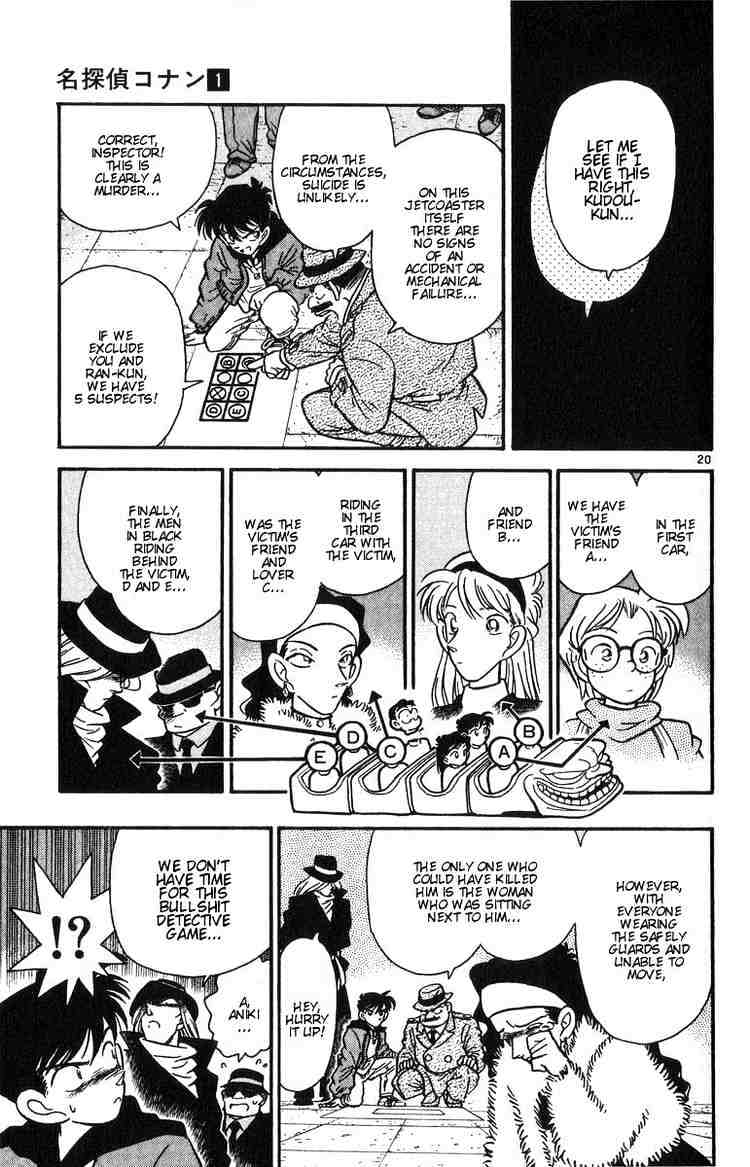 名探偵コナン1
LET ME
SEE IF I
HAVE THIS
RIGHT,
KUDOU-
KUN...
ON THIS
JETCOASTER
ITSELF
THERE ARE
NO SIGNS
OF AN
ACCIDENT OR
MECHANICAL
FAILURE...
FROM THE
CIRCUMSTANCES,
SUICIDE IS
UNLIKELY...
CORRECT,
INSPECTOR!
THIS IS
CLEARLY A
MURDER...
IF WE
EXCLUDE
YOU AND
RAN-KUN,
WE HAVE
5 SUSPECTS!
20
IN THE
FIRST
CAR,
WE HAVE
THE
VICTIM'S
FRIEND
A...
AND
FRIEND
B...
RIDING
IN THE
THIRD
CAR WITH
THE VICTIM,
WAS THE
VICTIM'S
FRIEND
AND
LOVER
C...
FINALLY,
THE MEN
IN BLACK
RIDING
BEHIND
THE VICTIM,
D AND E...
E
D
C
A
B
HOWEVER,
WITH
EVERYONE
WEARING
THE SAFELY
GUARDS AND
UNABLE TO
MOVE,
THE ONLY ONE WHO
COULD HAVE KILLED
HIM IS THE WOMAN
WHO WAS SITTING
NEXT TO HIM...
HEY,
HURRY
IT UP!
WE DON'T
HAVE TIME
FOR THIS
BULLSHIT
DETECTIVE
GAME...
A,
ANIKI
...
!?